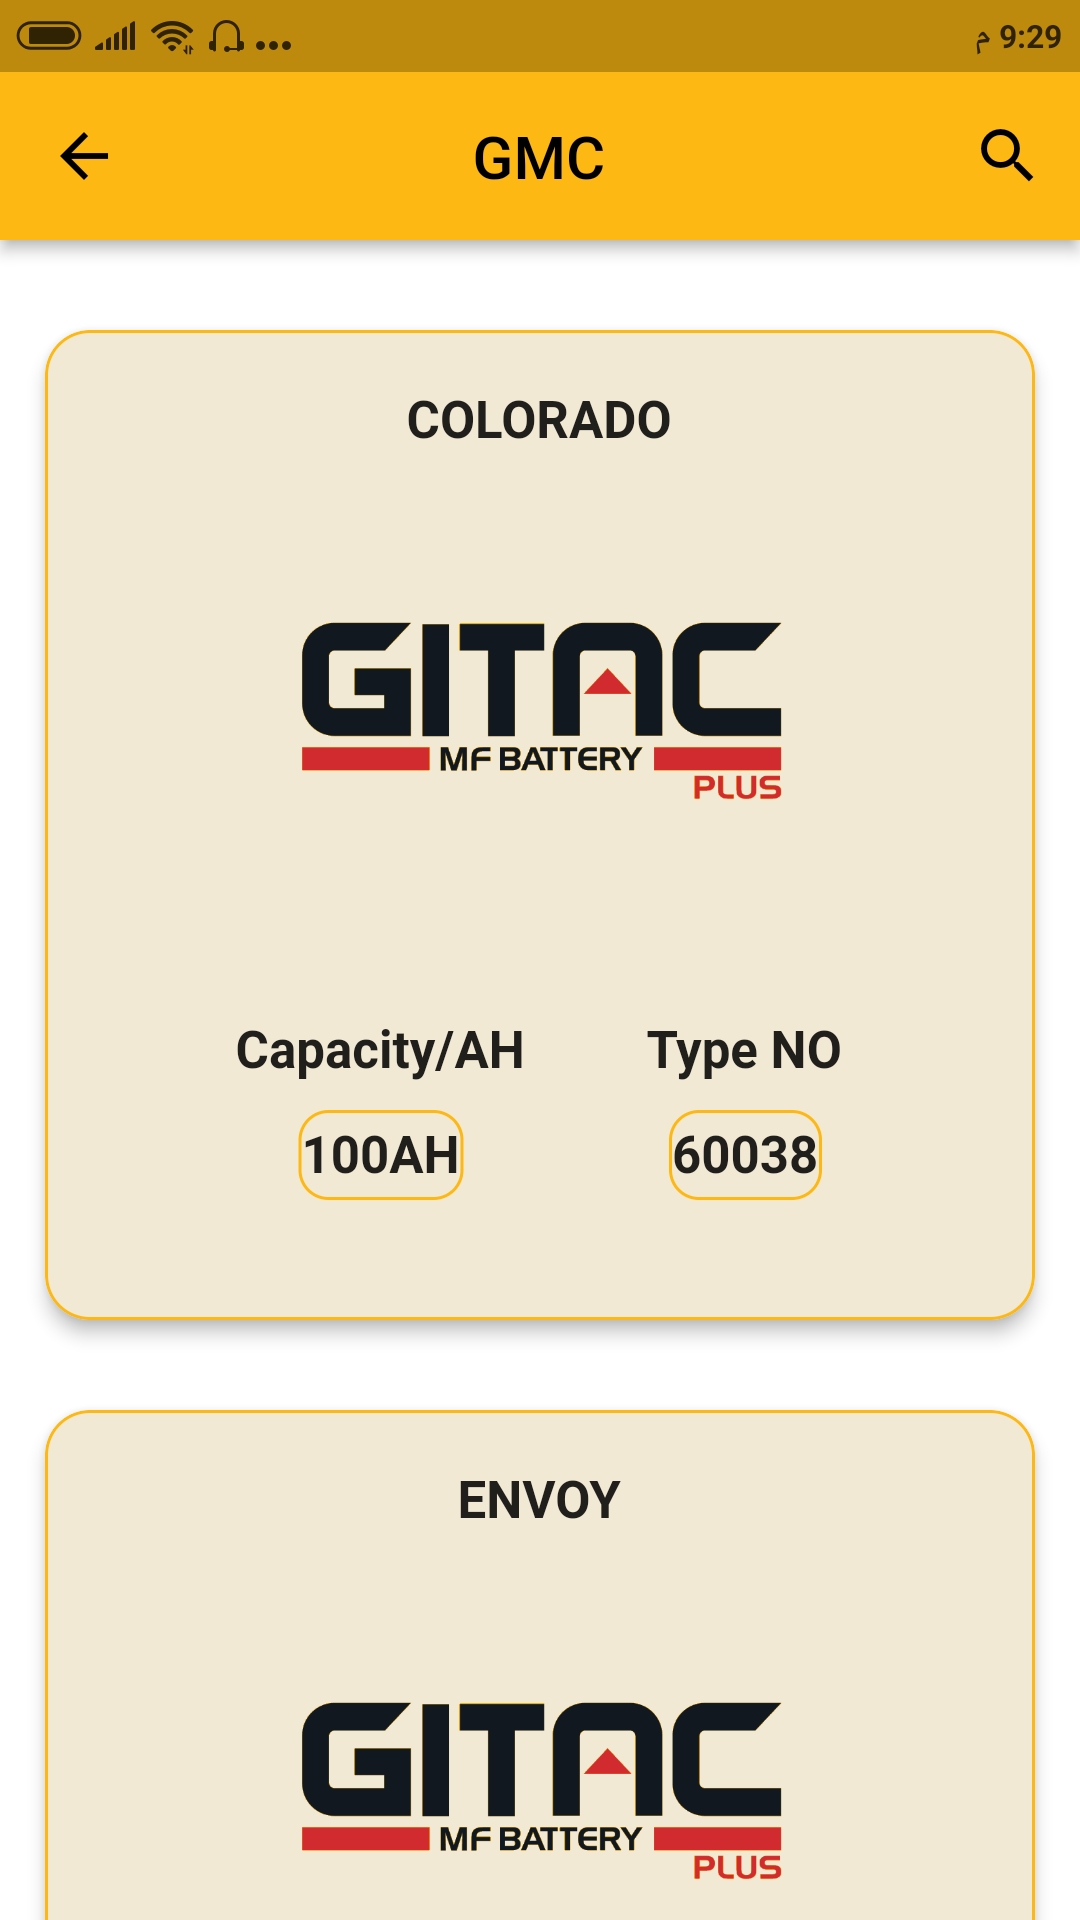 9:29 م
GMC
COLORADO
GITAC
MF BATTERY
PLUS
Capacity/AH
Type NO
100AH
60038
ENVOY
GITAC
MF BATTERY
PLUS